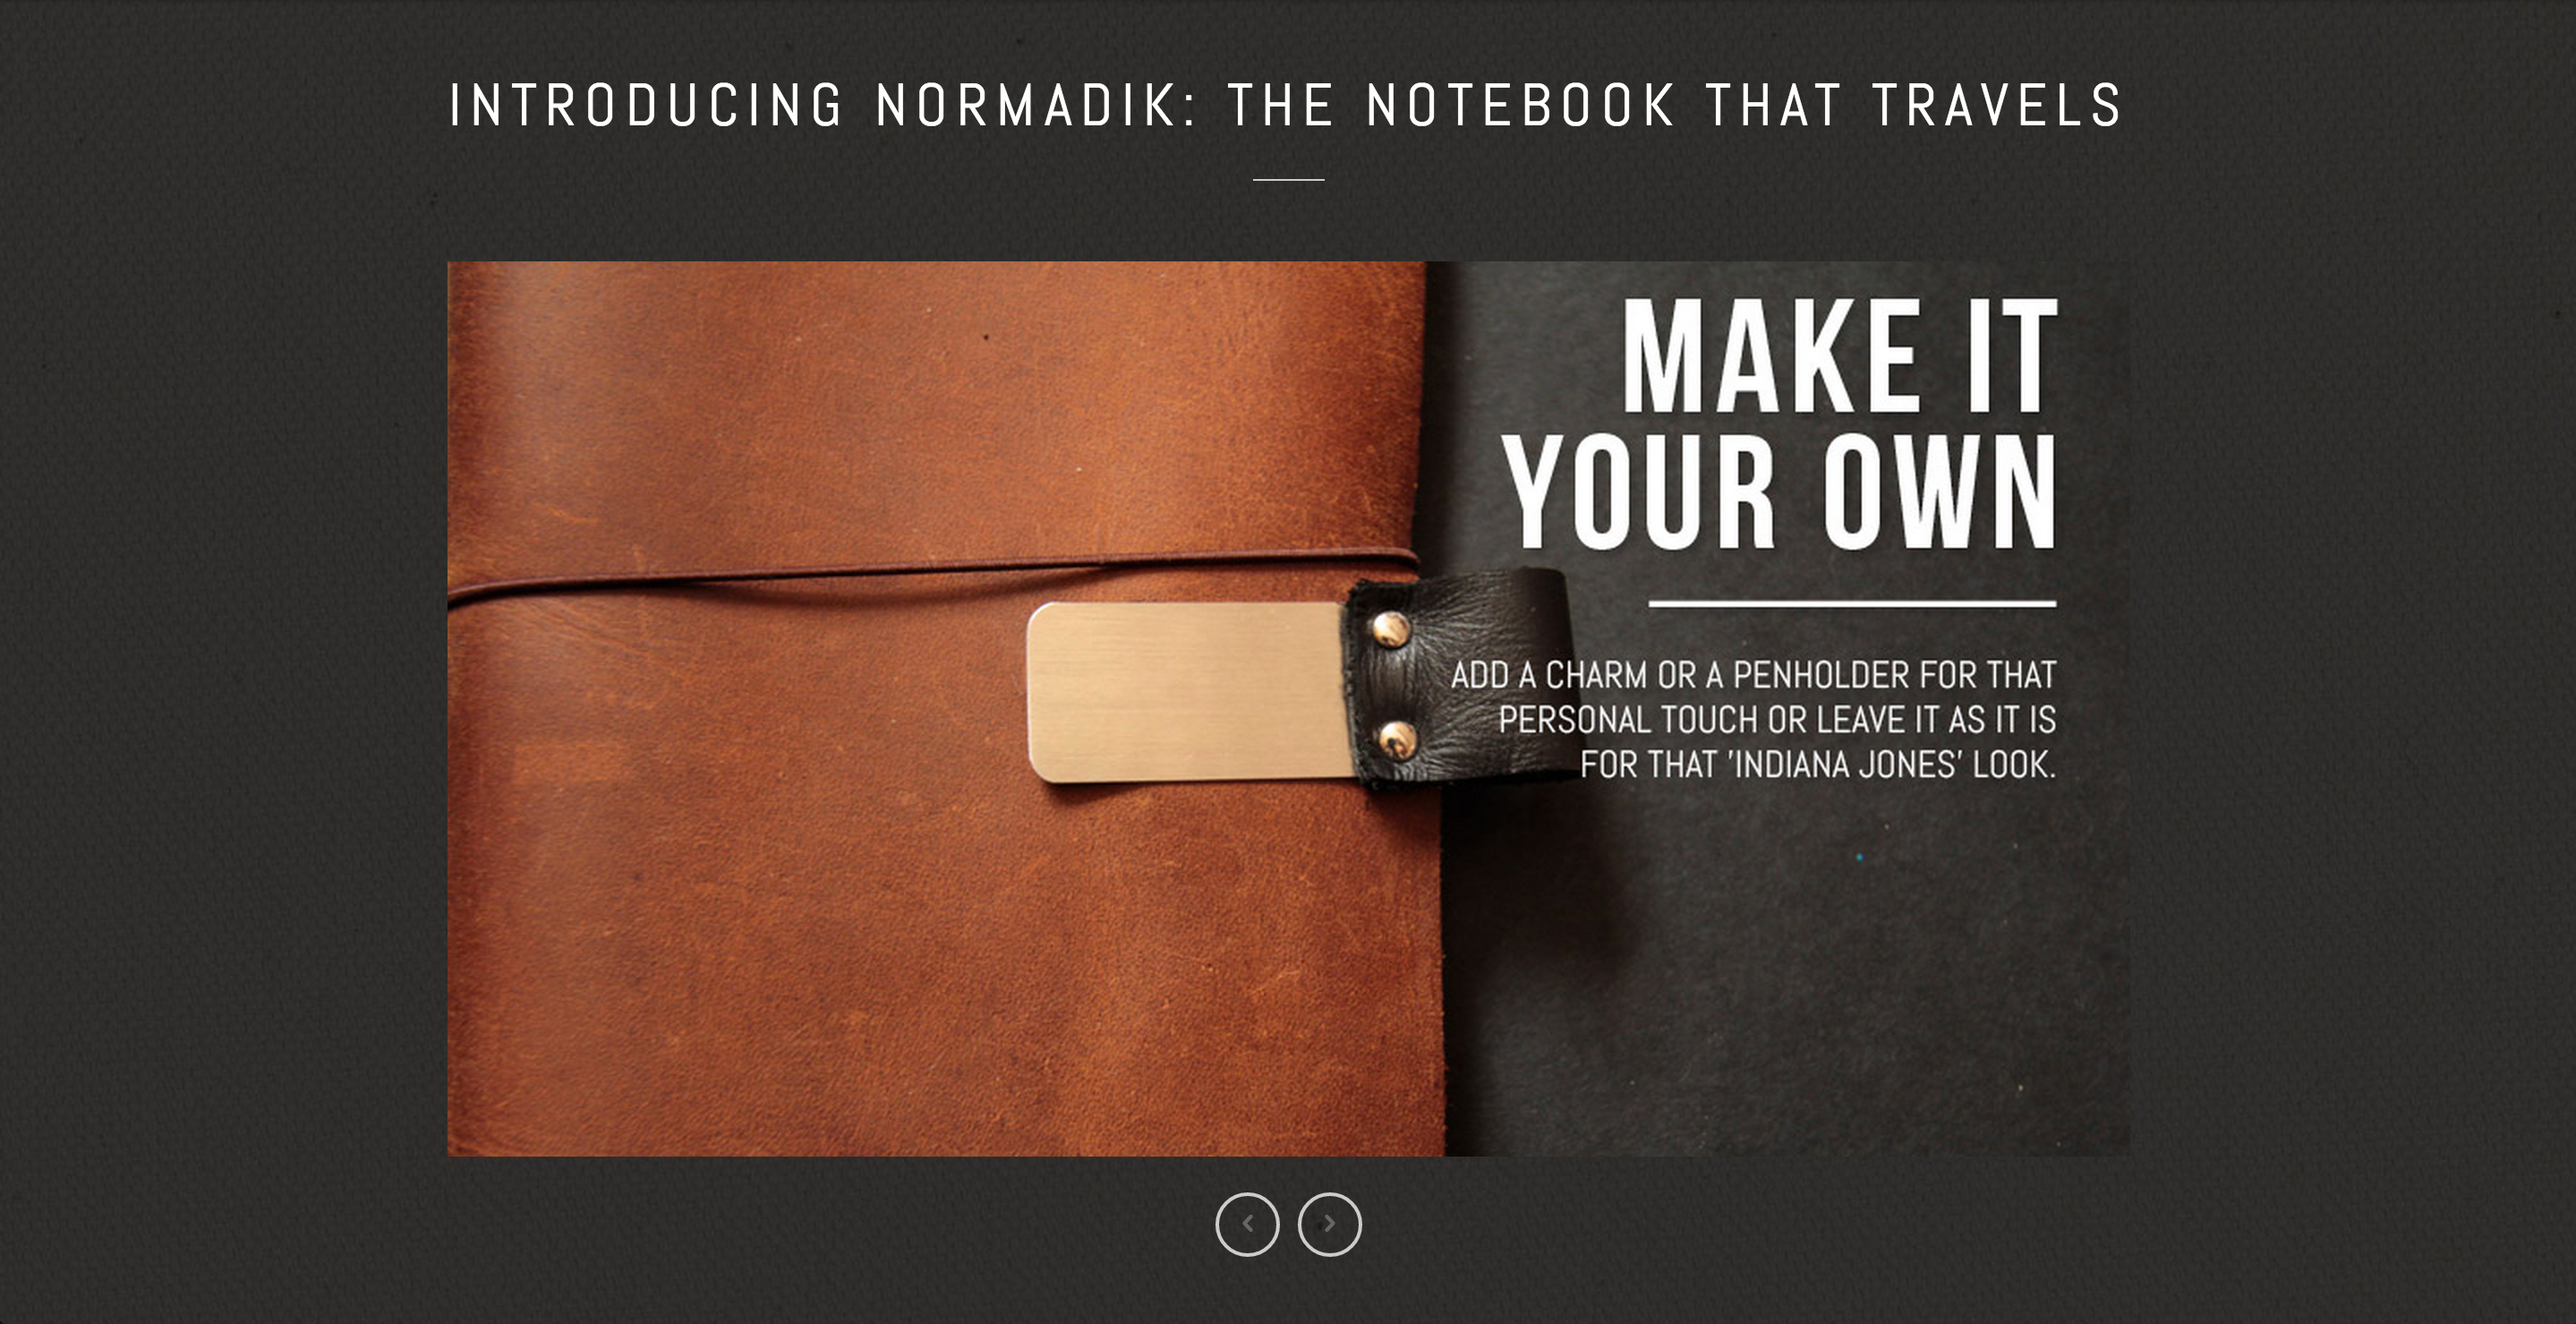 INTRODUCING NORMADIK: THE NOTEBOOK THAT TRAVELS
MAKE IT
YOUR OWN
ADD A CHARM OR A PENHOLDER FOR THAT
PERSONAL TOUCH OR LEAVE IT AS IT IS
FOR THAT 'INDIANA JONES' LOOK.